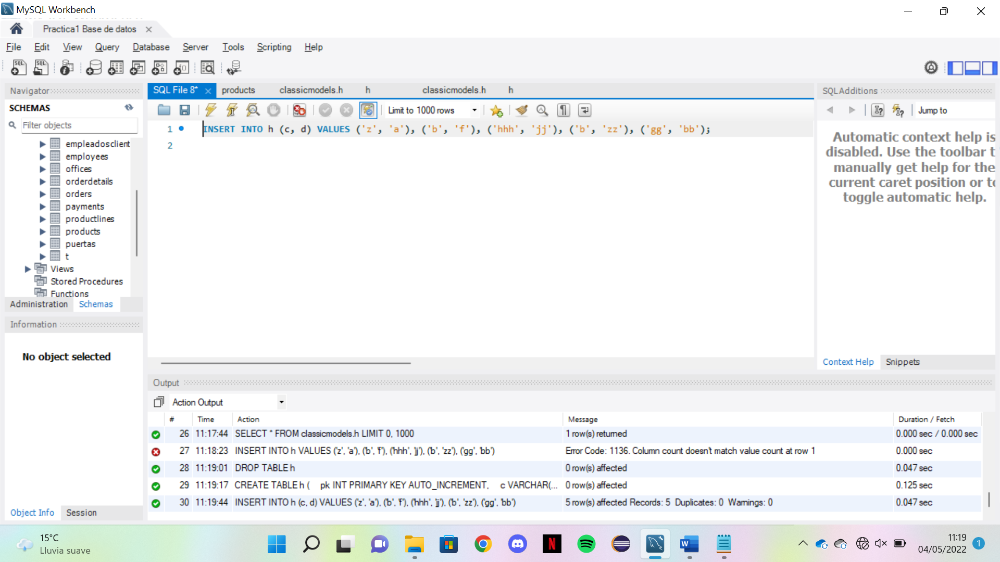 MySQL Workbench
Practica1 Base de datos
File Edit View Query Database Server Tools Scripting Help
Navigator
SCHEMAS
Filter objects
empleadosclient
employees
offices
orderdetails
orders
payments
productlines
products
puertas
t
Views
Stored Procedures
Functions
Administration Schemas
Information
No object selected
Object Info Session
SQL File 8* products classicmodels.h h classicmodels.h h
Limit to 1000 rows
1 INSERT INTO h (c, d) VALUES ('z', 'a'), ('b', 'f'), ('hhh', 'jj'), ('b', 'zz'), ('gg', 'bb');
2
SQLAdditions
Jump to
Automatic context help is
disabled. Use the toolbar t
manually get help for the
current caret position or to
toggle automatic help.
Context Help Snippets
Output
Action Output
# Time Action Message Duration / Fetch
26 11:17:44 SELECT * FROM classicmodels.h LIMIT 0, 1000 1 row(s) returned 0.000 sec / 0.000 sec
27 11:18:23 INSERT INTO h VALUES ('z', 'a'), ('b', 'f'), ('hhh', 'jj'), ('b', 'zz'), ('gg', 'bb') Error Code: 1136. Column count doesn't match value count at row 1 0.000 sec
28 11:19:01 DROP TABLE h 0 row(s) affected 0.047 sec
29 11:19:17 CREATE TABLE h ( pk INT PRIMARY KEY AUTO_INCREMENT, c VARCHAR(... 0 row(s) affected 0.125 sec
30 11:19:44 INSERT INTO h (c, d) VALUES ('z', 'a'), ('b', 'f'), ('hhh', 'jj'), ('b', 'zz'), ('gg', 'bb') 5 row(s) affected Records: 5 Duplicates: 0 Warnings: 0 0.047 sec
15°C
Lluvia suave
11:19
04/05/2022
1